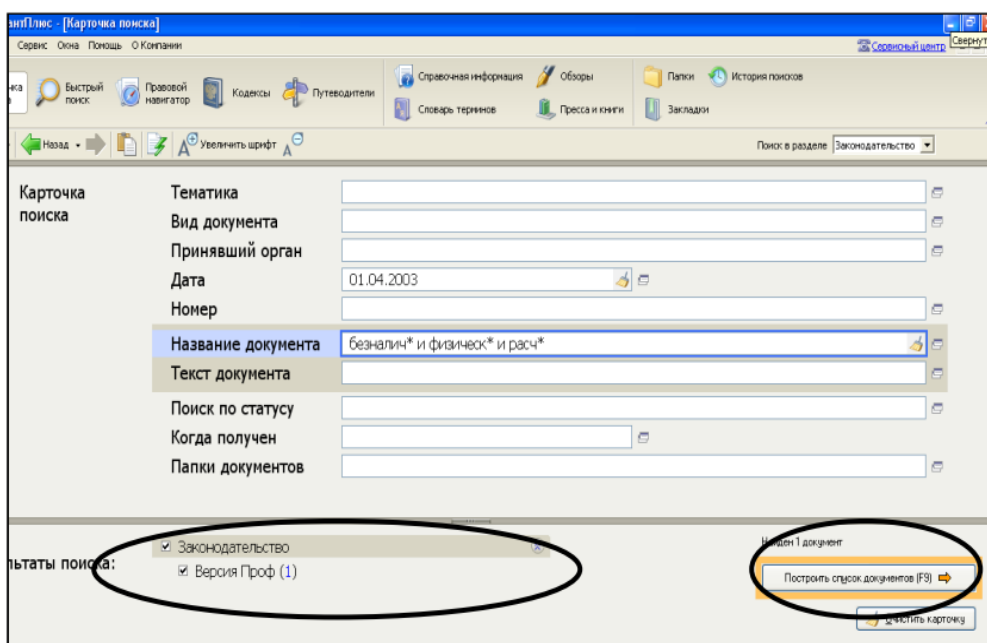 антПлюс - [Карточка поиска]
Сервис Окна Помощь О Компании
Сервисный центр
Свернут
Быстрый поиск
Правовой навигатор
Кодексы
Путеводители
Справочная информация
Словарь терминов
Обзоры
Пресса и книги
Папки
Закладки
История поисков
Назад
Увеличить шрифт
Поиск в разделе Законодательство
Карточка поиска
Тематика
Вид документа
Принявший орган
Дата 01.04.2003
Номер
Название документа безналич* и физическ* и расч*
Текст документа
Поиск по статусу
Когда получен
Папки документов
льтаты поиска:
Законодательство
Версия Проф (1)
Найден 1 документ
Построить список документов (F9)
Очистить карточку